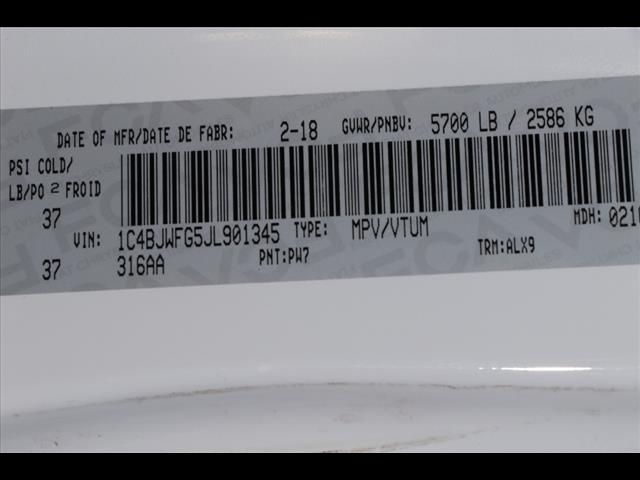 DATE OF MFR/DATE DE FABR: 2-18 GVWR/PNBV: 5700 LB / 2586 KG
PSI COLD/
LB/PO 2 FROID
37
VIN: 1C4BJWFG5JL901345 TYPE: MPV/VTUM MDH: 0210
37 316AA PNT:PW7 TRM:ALX9